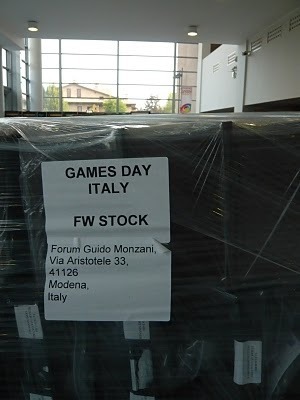 GAMES DAY
ITALY
FW STOCK
Forum Guido Monzani,
Via Aristotele 33,
41126
Modena,
Italy